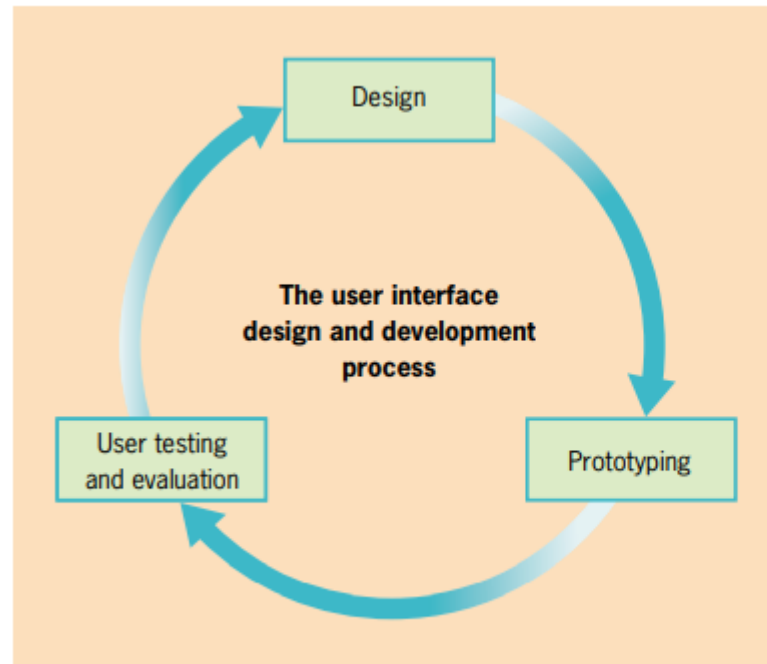 Design
The user interface
design and development
process
User testing
and evaluation
Prototyping